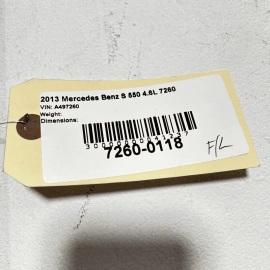 2013 Mercedes Benz S 550 4.6L 7260
VIN: A497260
Weight:
Dimensions:
7260-0118
F/L